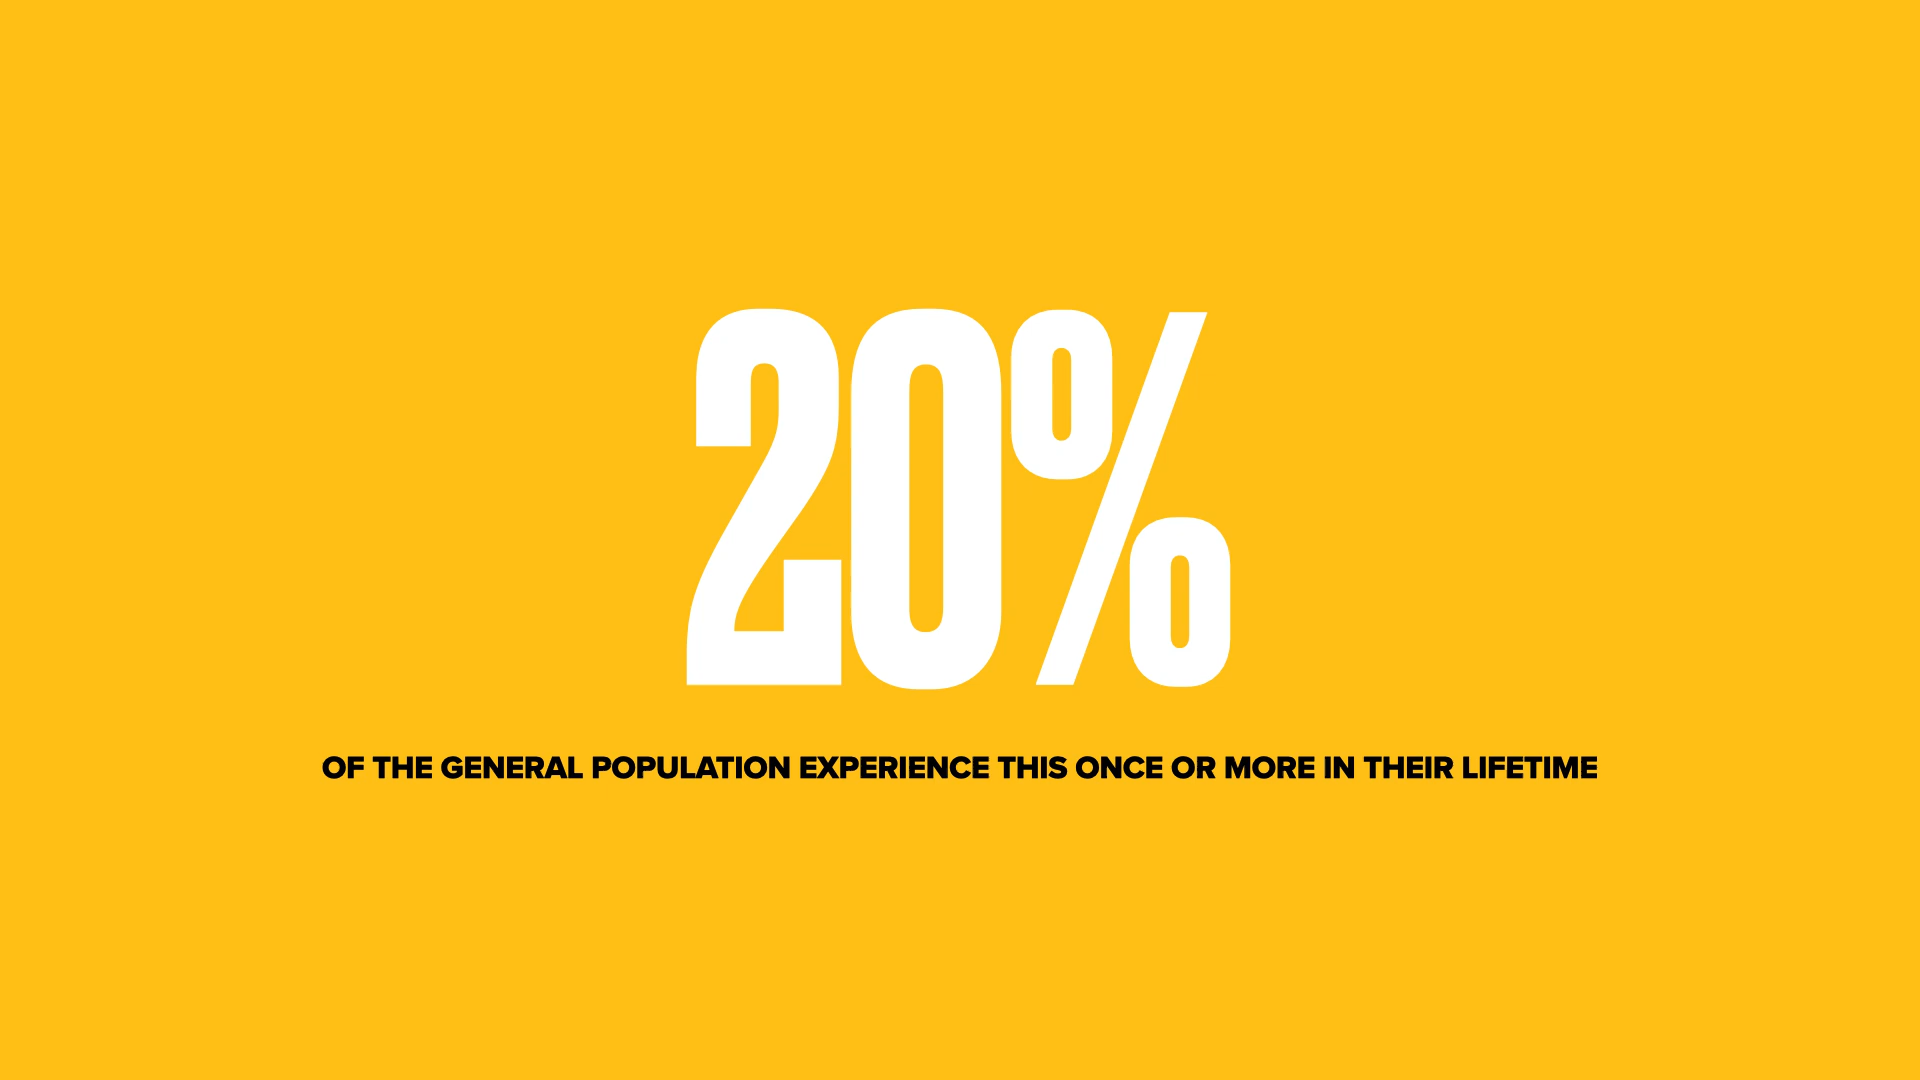 20%
OF THE GENERAL POPULATION EXPERIENCE THIS ONCE OR MORE IN THEIR LIFETIME